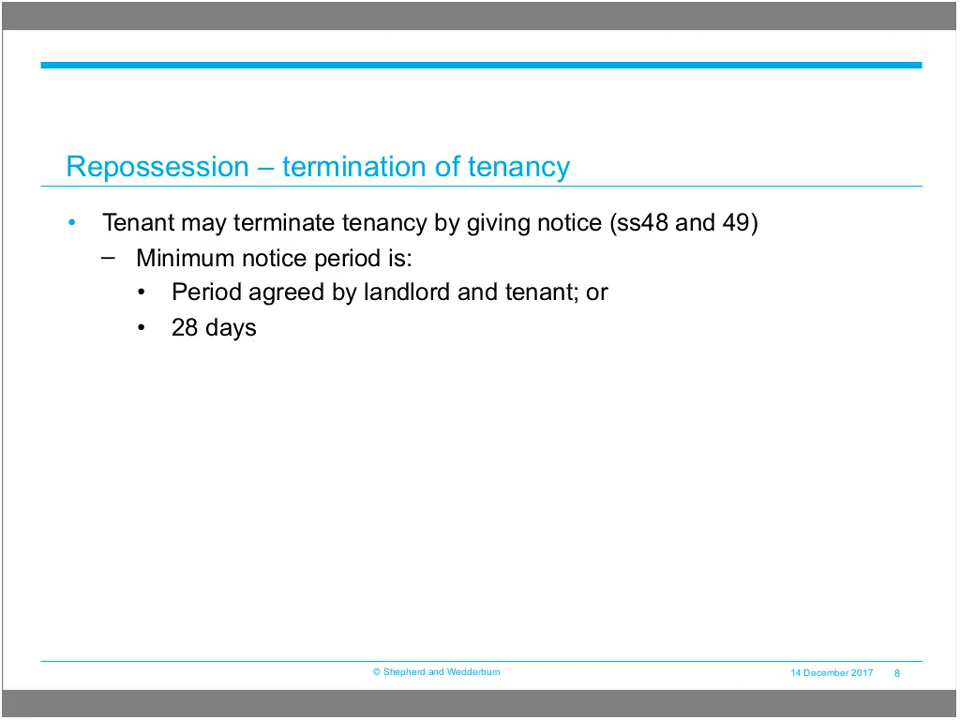 Repossession – termination of tenancy
• Tenant may terminate tenancy by giving notice (ss48 and 49)
– Minimum notice period is:
• Period agreed by landlord and tenant; or
• 28 days
© Shepherd and Wedderburn
14 December 2017 8